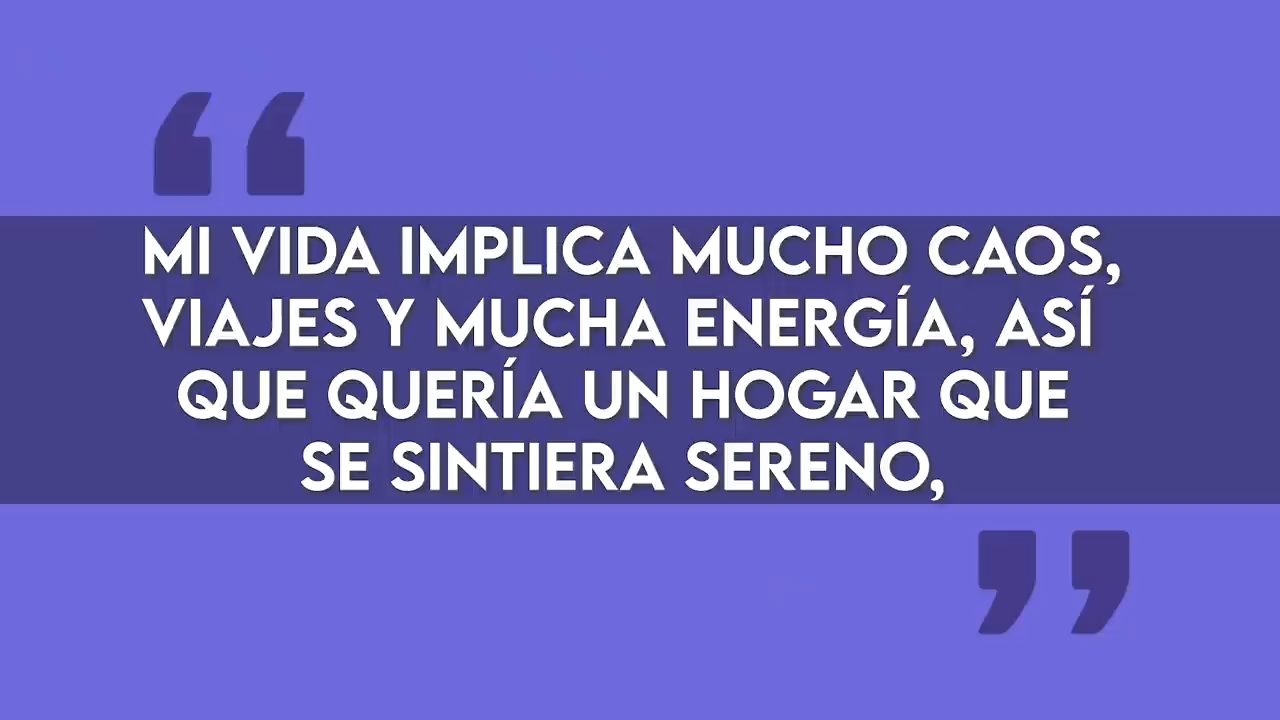 MI VIDA IMPLICA MUCHO CAOS,
VIAJES Y MUCHA ENERGÍA, ASÍ
QUE QUERÍA UN HOGAR QUE
SE SINTIERA SERENO,